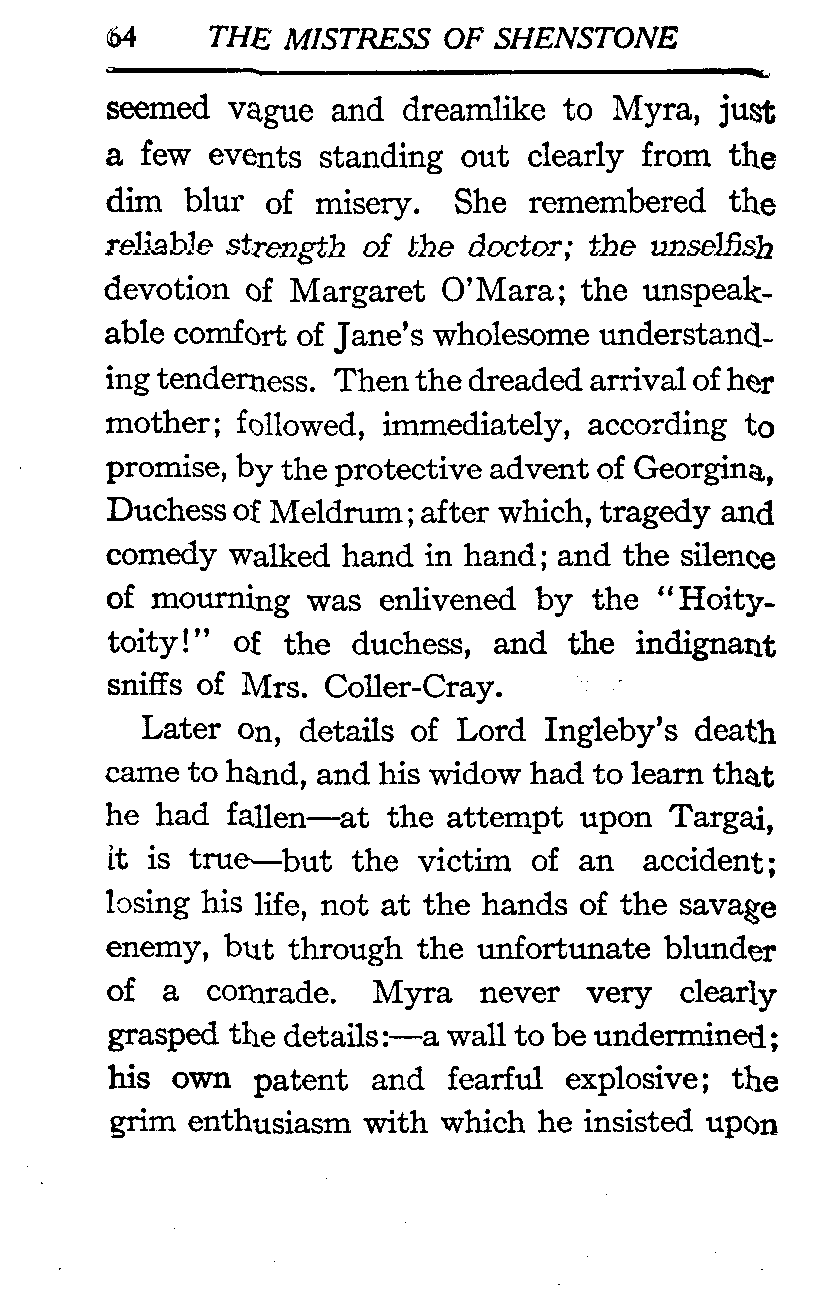 64 THE MISTRESS OF SHENSTONE
seemed vague and dreamlike to Myra, just
a few events standing out clearly from the
dim blur of misery. She remembered the
reliable strength of the doctor; the unselfish
devotion of Margaret O'Mara; the unspeak-
able comfort of Jane's wholesome understand-
ing tenderness. Then the dreaded arrival of her
mother; followed, immediately, according to
promise, by the protective advent of Georgina,
Duchess of Meldrum; after which, tragedy and
comedy walked hand in hand; and the silence
of mourning was enlivened by the "Hoity-
toity!" of the duchess, and the indignant
sniffs of Mrs. Coller-Cray.
Later on, details of Lord Ingleby's death
came to hand, and his widow had to learn that
he had fallen—at the attempt upon Targai,
it is true—but the victim of an accident;
losing his life, not at the hands of the savage
enemy, but through the unfortunate blunder
of a comrade. Myra never very clearly
grasped the details:—a wall to be undermined;
his own patent and fearful explosive; the
grim enthusiasm with which he insisted upon